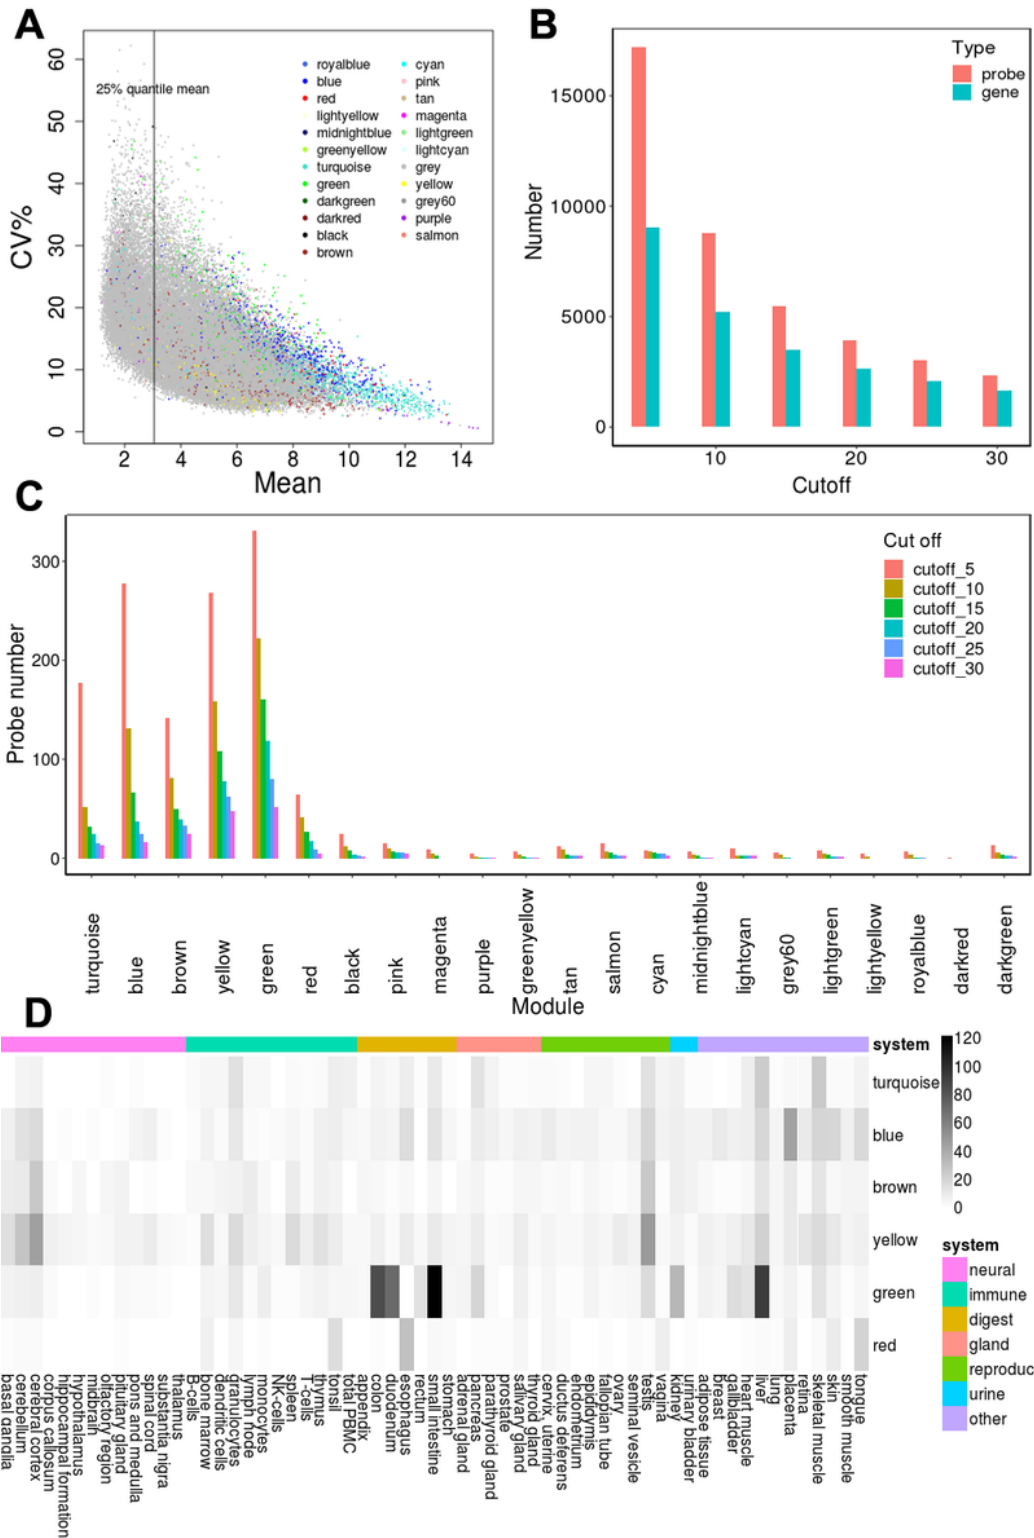 A
CV%
60
50
40
30
20
10
0
25% quantile mean
royalblue
blue
red
lightyellow
midnightblue
greenyellow
turquoise
green
darkgreen
darkred
black
brown
cyan
pink
tan
magenta
lightgreen
lightcyan
grey
yellow
grey60
purple
salmon
2 4 6 8 10 12 14
Mean
B
Number
15000
10000
5000
0
Type
probe
gene
10 20 30
Cutoff
C
Probe number
300
200
100
0
Cut off
cutoff_5
cutoff_10
cutoff_15
cutoff_20
cutoff_25
cutoff_30
turquoise
blue
brown
yellow
green
red
black
pink
magenta
purple
greenyellow
tan
salmon
cyan
midnightblue
lightcyan
grey60
lightgreen
lightyellow
royalblue
darkred
darkgreen
Module
D
system
turquoise
blue
brown
yellow
green
red
120
100
80
60
40
20
0
system
neural
immune
digest
gland
reproduc
urine
other
basal ganglia
cerebellum
cerebral cortex
corpus callosum
hippocampal formation
hypothalamus
midbrain
olfactory region
pituitary gland
pons and medulla
spinal cord
substantia nigra
thalamus
B-cells
bone marrow
dendritic cells
granulocytes
lymph node
monocytes
NK-cells
spleen
T-cells
thymus
tonsil
total PBMC
appendix
colon
duodenum
esophagus
rectum
small intestine
stomach
adrenal gland
pancreas
parathyroid gland
prostate
salivary gland
thyroid gland
cervix, uterine
ductus deferens
endometrium
epididymis
fallopian tube
ovary
seminal vesicle
testis
vagina
kidney
urinary bladder
adipose tissue
breast
gallbladder
heart muscle
liver
lung
placenta
retina
skeletal muscle
skin
smooth muscle
tongue